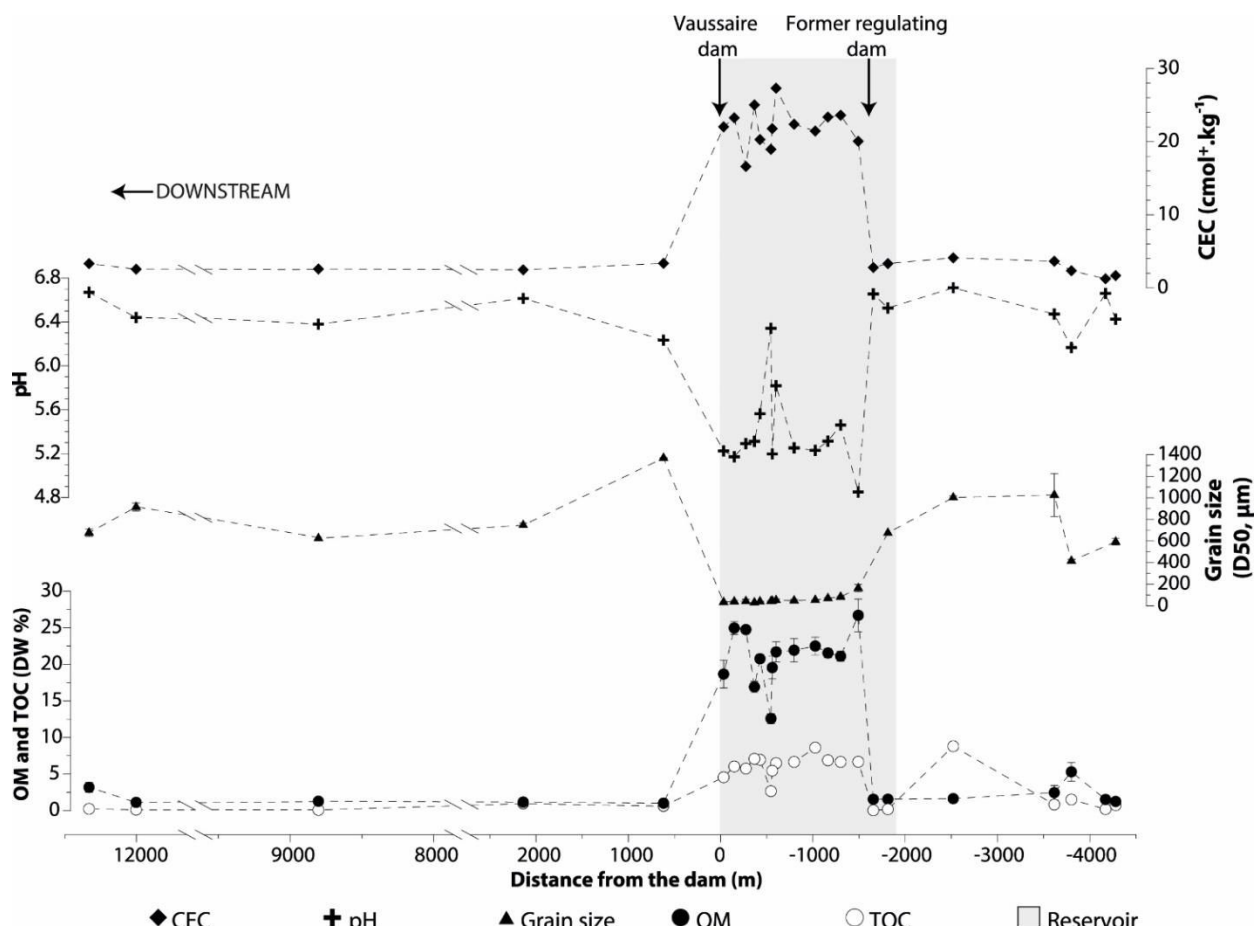 Vaussaire
dam
Former regulating
dam
DOWNSTREAM
30
20
10
0
CEC (cmol⁺.kg⁻¹)
6.8
6.4
6.0
5.6
5.2
4.8
pH
1400
1200
1000
800
600
400
200
0
Grain size
(D50, µm)
30
25
20
15
10
5
0
OM and TOC (DW %)
12000 9000 8000 2000 1000 0 -1000 -2000 -3000 -4000
Distance from the dam (m)
CEC pH Grain size OM TOC Reservoir